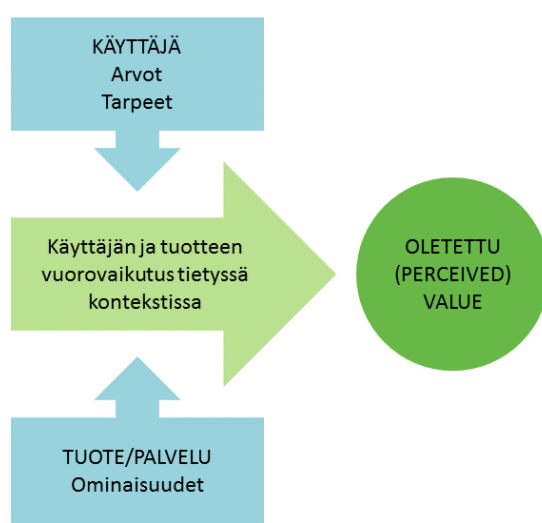 KÄYTTÄJÄ
Arvot
Tarpeet
Käyttäjän ja tuotteen
vuorovaikutus tietyssä
kontekstissa
OLETETTU
(PERCEIVED)
VALUE
TUOTE/PALVELU
Ominaisuudet